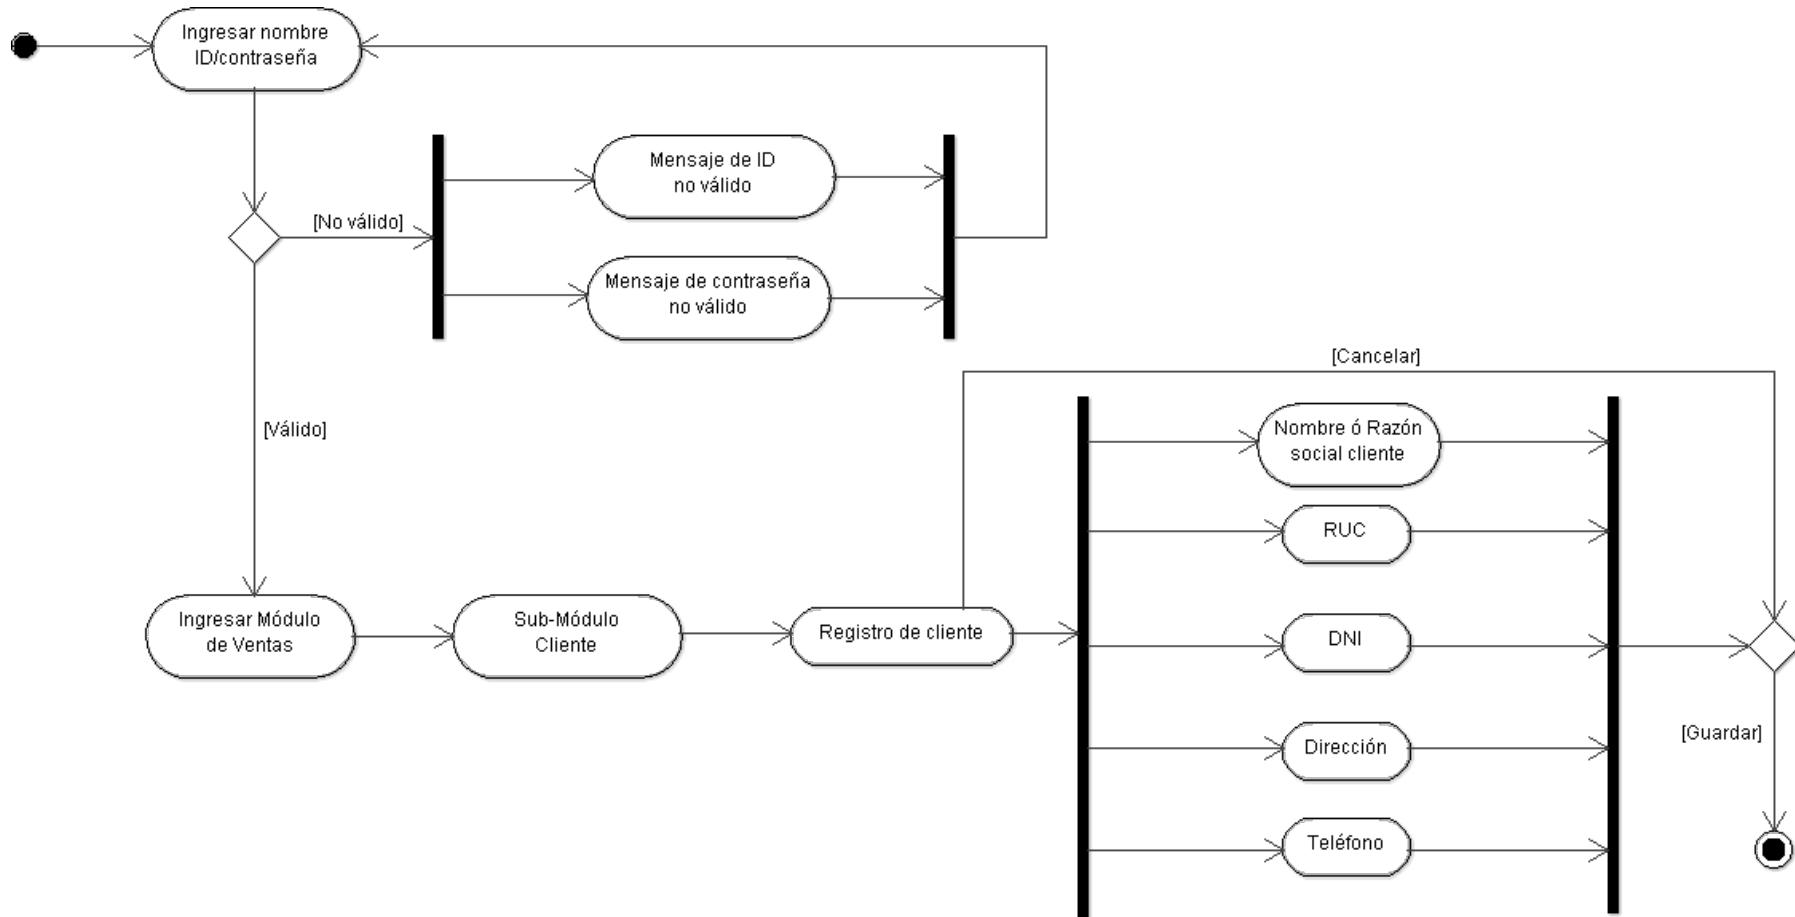 Ingresar nombre
ID/contraseña
Mensaje de ID
no válido
[No válido]
Mensaje de contraseña
no válido
[Cancelar]
[Válido]
Nombre ó Razón
social cliente
RUC
Ingresar Módulo
de Ventas
Sub-Módulo
Cliente
Registro de cliente
DNI
[Guardar]
Dirección
Teléfono